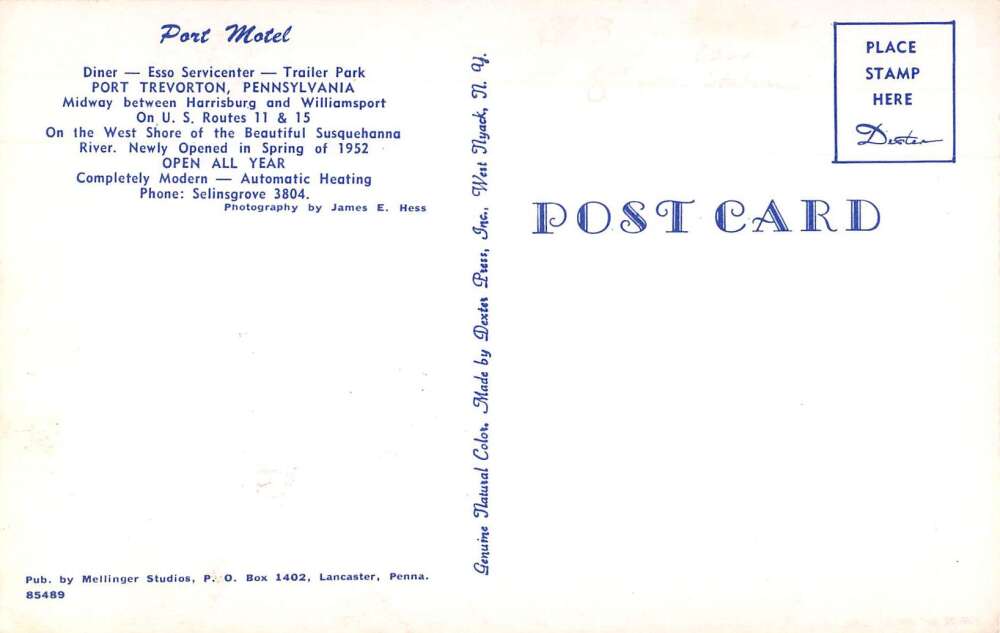 Port Motel
Diner — Esso Servicenter — Trailer Park
PORT TREVORTON, PENNSYLVANIA
Midway between Harrisburg and Williamsport
On U. S. Routes 11 & 15
On the West Shore of the Beautiful Susquehanna
River. Newly Opened in Spring of 1952
OPEN ALL YEAR
Completely Modern — Automatic Heating
Phone: Selinsgrove 3804.
Photography by James E. Hess
Pub. by Mellinger Studios, P. O. Box 1402, Lancaster, Penna.
85489
Genuine Natural Color. Made by Dexter Press, Inc., West Nyack, N. Y.
PLACE
STAMP
HERE
Dexter
POST CARD